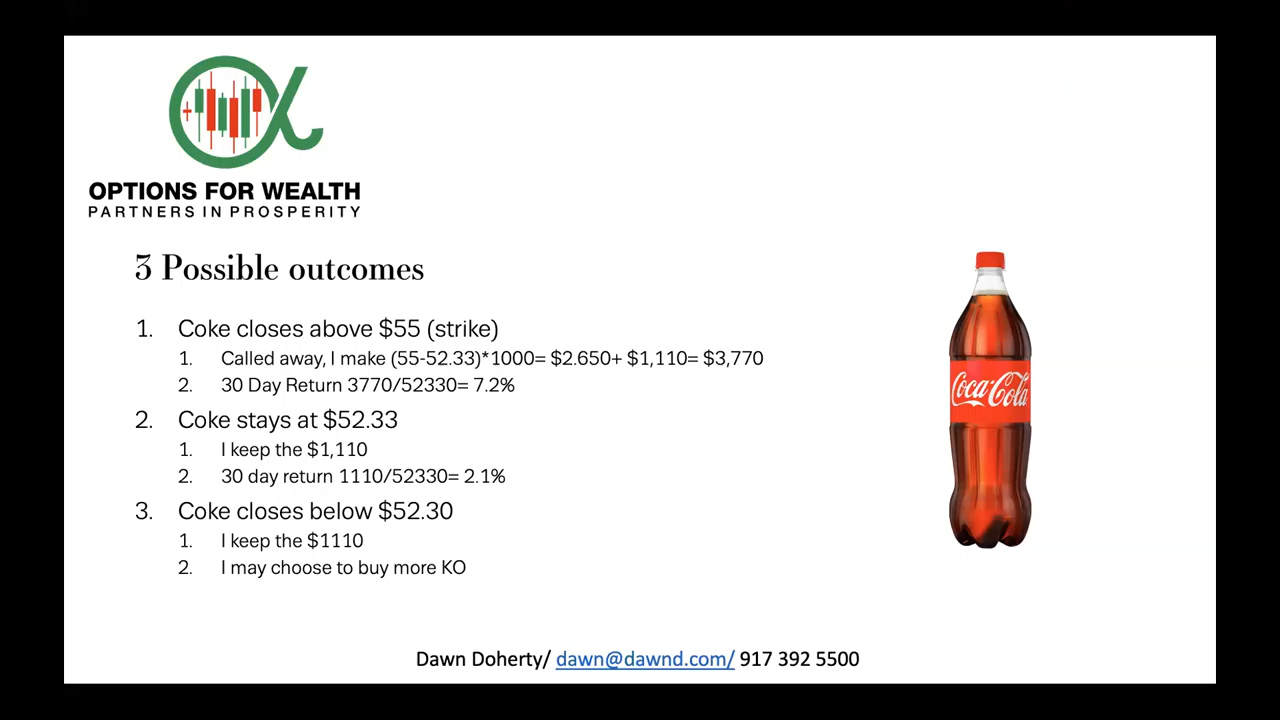 OPTIONS FOR WEALTH
PARTNERS IN PROSPERITY
3 Possible outcomes
1. Coke closes above $55 (strike)
1. Called away, I make (55-52.33)*1000= $2.650+ $1,110= $3,770
2. 30 Day Return 3770/52330= 7.2%
2. Coke stays at $52.33
1. I keep the $1,110
2. 30 day return 1110/52330= 2.1%
3. Coke closes below $52.30
1. I keep the $1110
2. I may choose to buy more KO
Coca-Cola
Dawn Doherty/ dawn@dawnd.com/ 917 392 5500